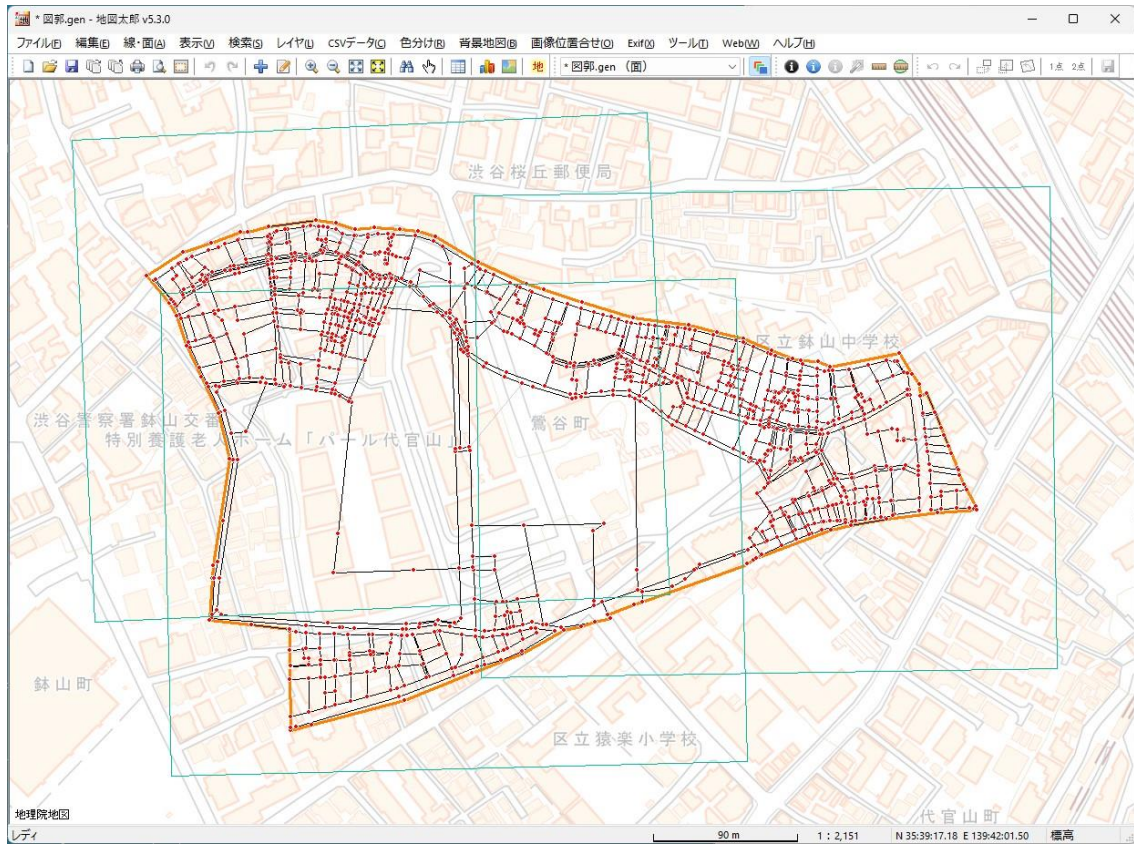 * 図郭.gen - 地図太郎 v5.3.0
ファイル(F) 編集(E) 線・面(A) 表示(V) 検索(S) レイヤ(L) CSVデータ(C) 色分け(R) 背景地図(B) 画像位置合せ(O) Exif(X) ツール(T) Web(W) ヘルプ(H)
地 * 図郭.gen (面) 1点 2点
渋谷桜丘郵便局
区立鉢山中学校
渋谷警察署鉢山交番
鶯谷町
特別養護老人ホーム「パール代官山」
鉢山町
区立猿楽小学校
代官山町
地理院地図
レディ 90 m 1 : 2,151 N 35:39:17.18 E 139:42:01.50 標高